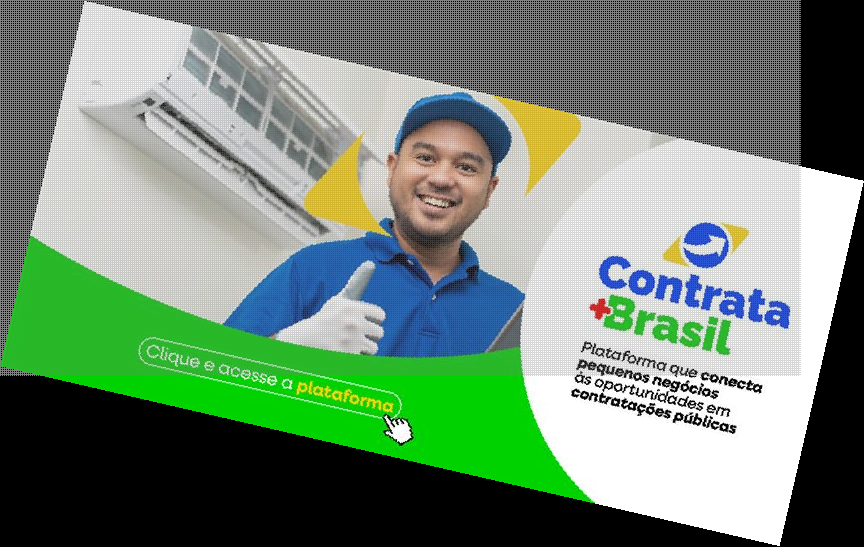 Contrata
+Brasil
Plataforma que conecta
pequenos negócios
às oportunidades em
contratações públicas
Clique e acesse a plataforma